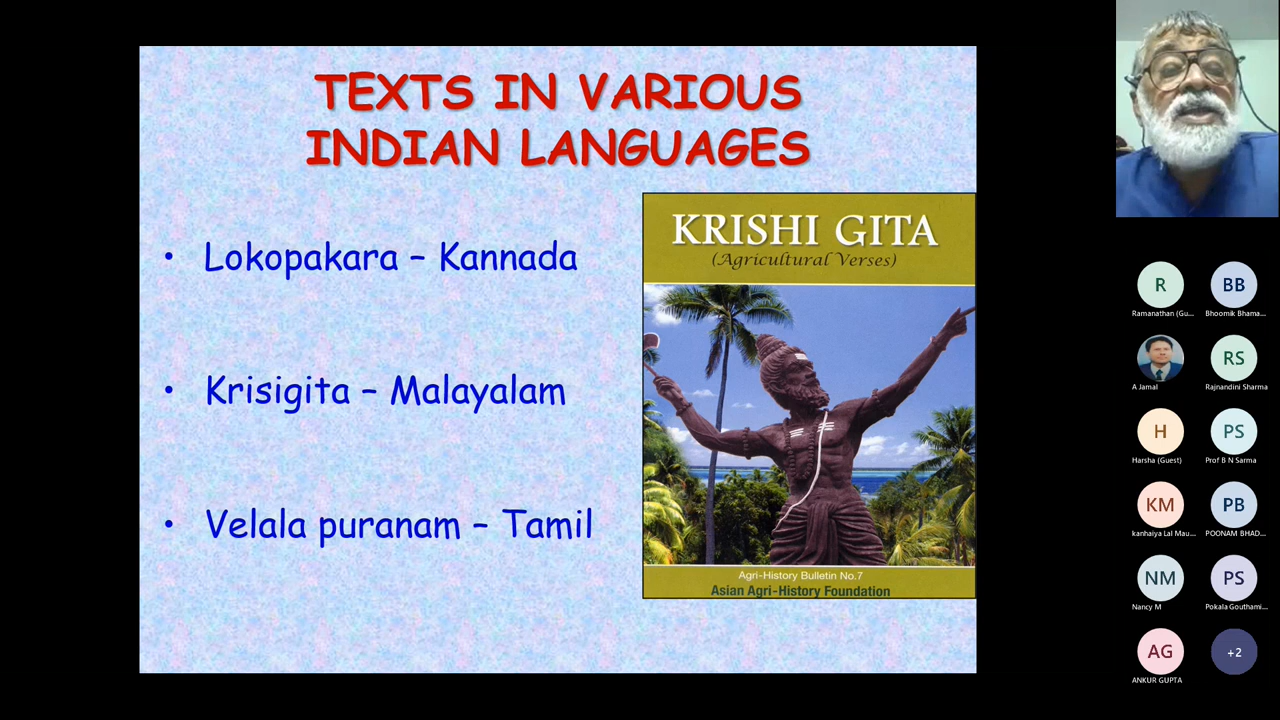 TEXTS IN VARIOUS
INDIAN LANGUAGES
• Lokopakara – Kannada
• Krisigita – Malayalam
• Velala puranam – Tamil
KRISHI GITA
(Agricultural Verses)
Agri-History Bulletin No.7
Asian Agri-History Foundation
R
Ramanathan (Gu...
BB
Bhoomik Bhama...
A Jamal
RS
Rajnandini Sharma
H
Harsha (Guest)
PS
Prof B N Sarma
KM
kanhaiya Lal Mau...
PB
POONAM BHAD...
NM
Nancy M
PS
Pokala Gouthami...
AG
ANKUR GUPTA
+2